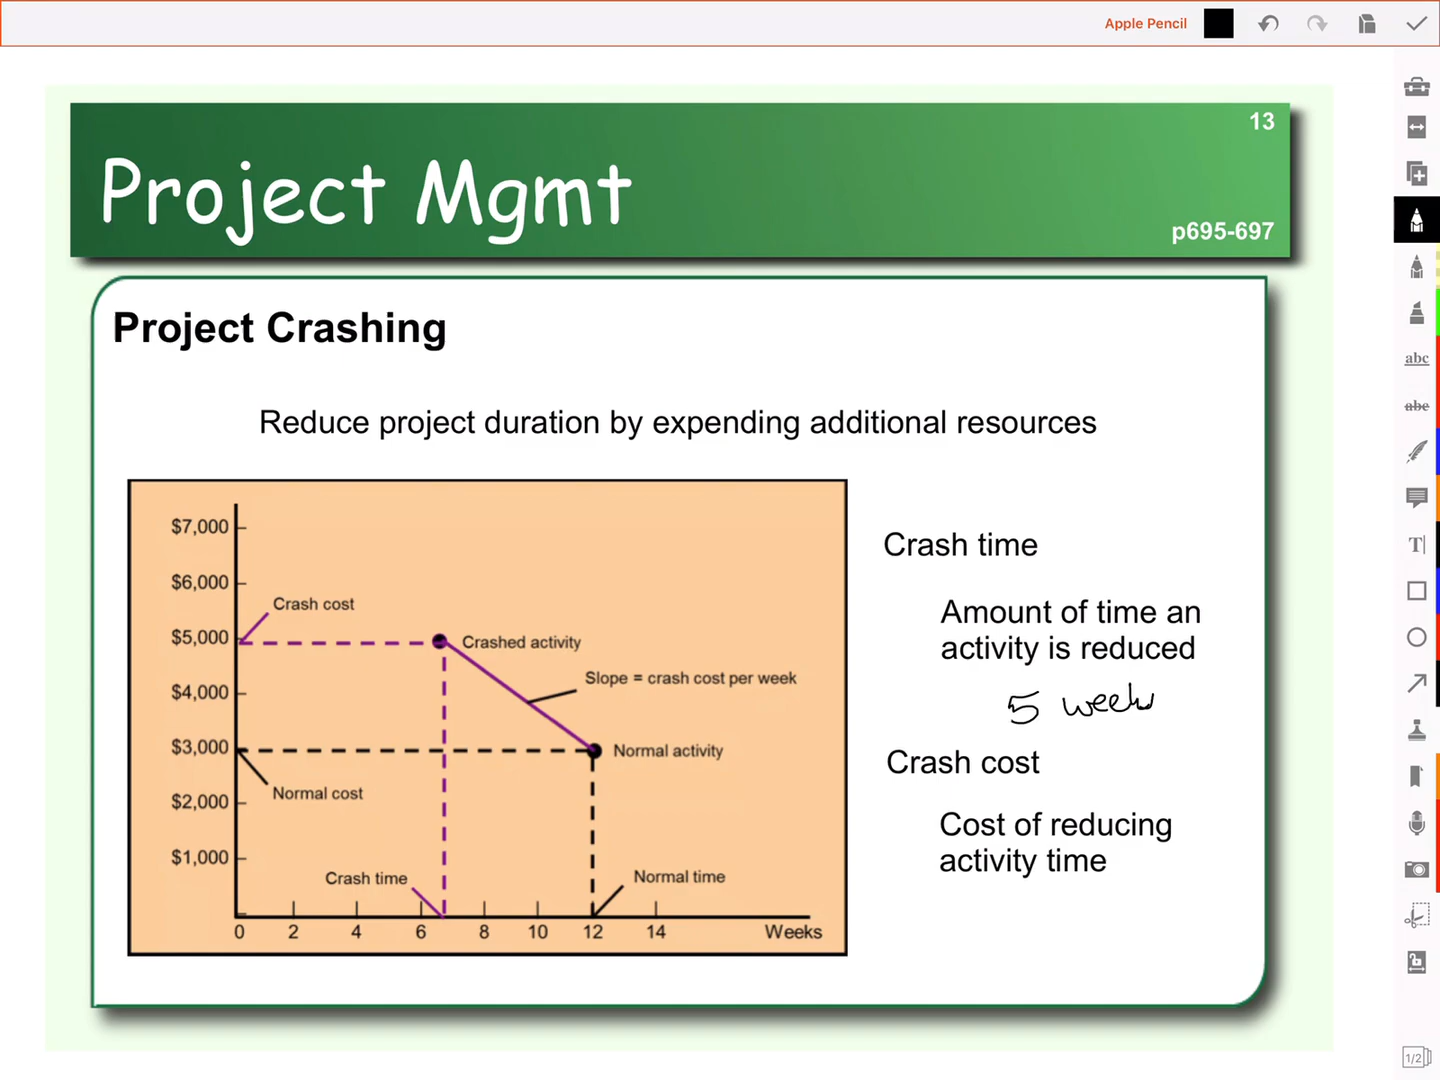 Apple Pencil
13
Project Mgmt
p695-697
Project Crashing
Reduce project duration by expending additional resources
$7,000
$6,000
Crash cost
$5,000
Crashed activity
Slope = crash cost per week
$4,000
$3,000
Normal activity
Normal cost
$2,000
$1,000
Crash time
Normal time
0 2 4 6 8 10 12 14 Weeks
Crash time
Amount of time an
activity is reduced
5 weeks
Crash cost
Cost of reducing
activity time
abc
abc
T
1/2